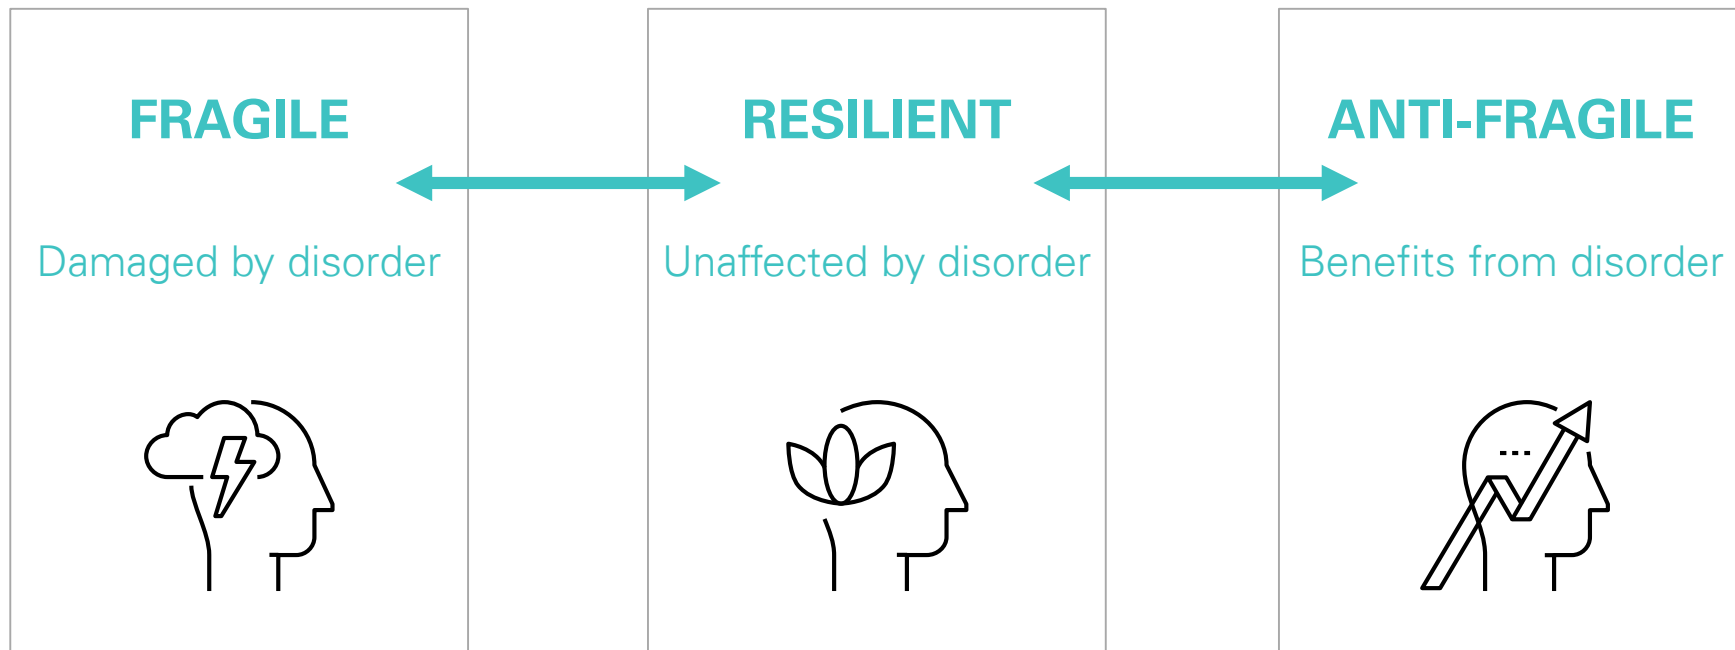 FRAGILE
Damaged by disorder
RESILIENT
Unaffected by disorder
ANTI-FRAGILE
Benefits from disorder